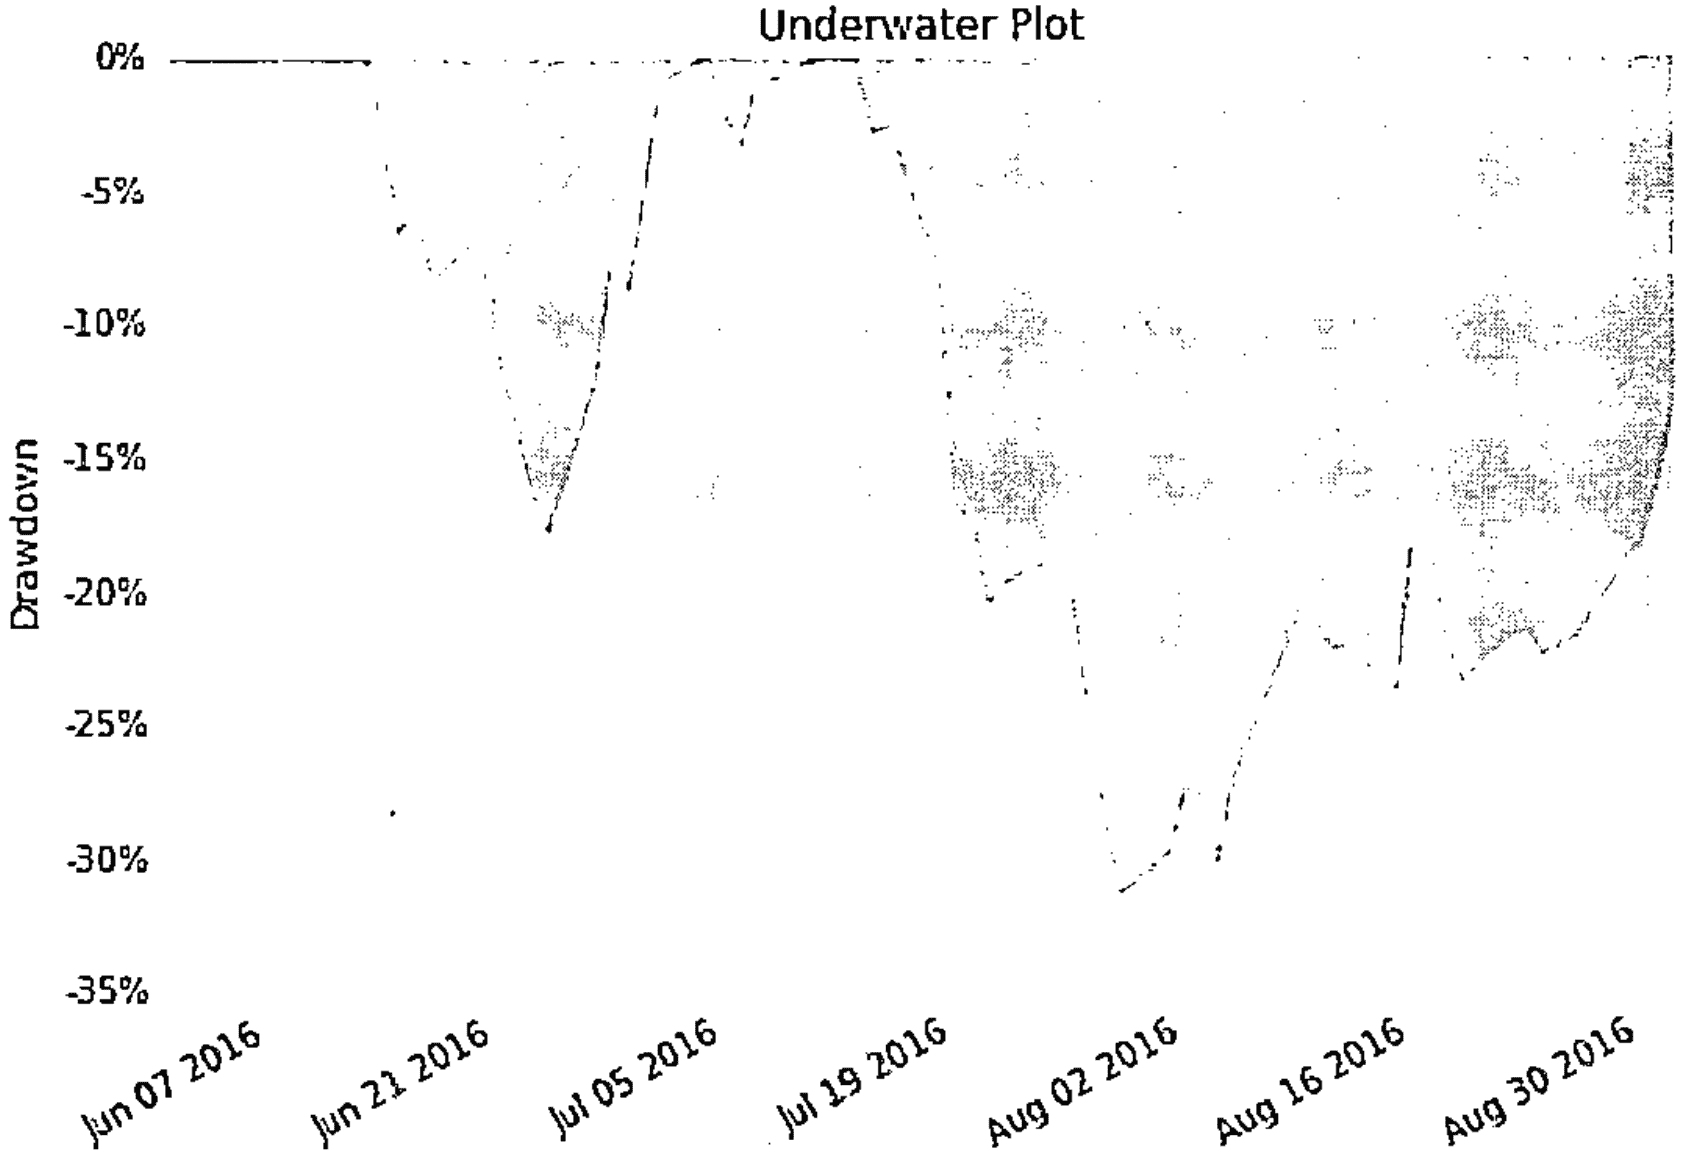 Underwater Plot
0%
-5%
-10%
-15%
-20%
-25%
-30%
-35%
Drawdown
Jun 07 2016
Jun 21 2016
Jul 05 2016
Jul 19 2016
Aug 02 2016
Aug 16 2016
Aug 30 2016